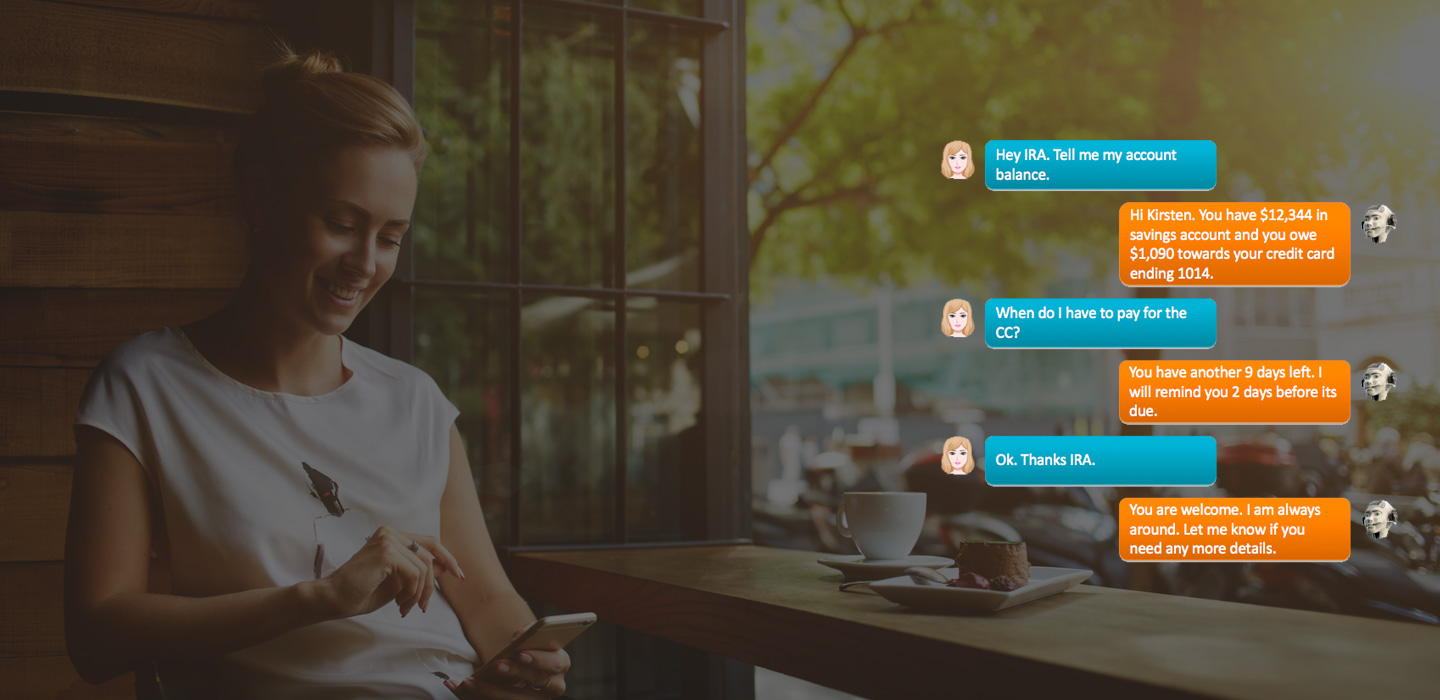 Hey IRA. Tell me my account
balance.
Hi Kirsten. You have $12,344 in
savings account and you owe
$1,090 towards your credit card
ending 1014.
When do I have to pay for the
CC?
You have another 9 days left. I
will remind you 2 days before its
due.
Ok. Thanks IRA.
You are welcome. I am always
around. Let me know if you
need any more details.